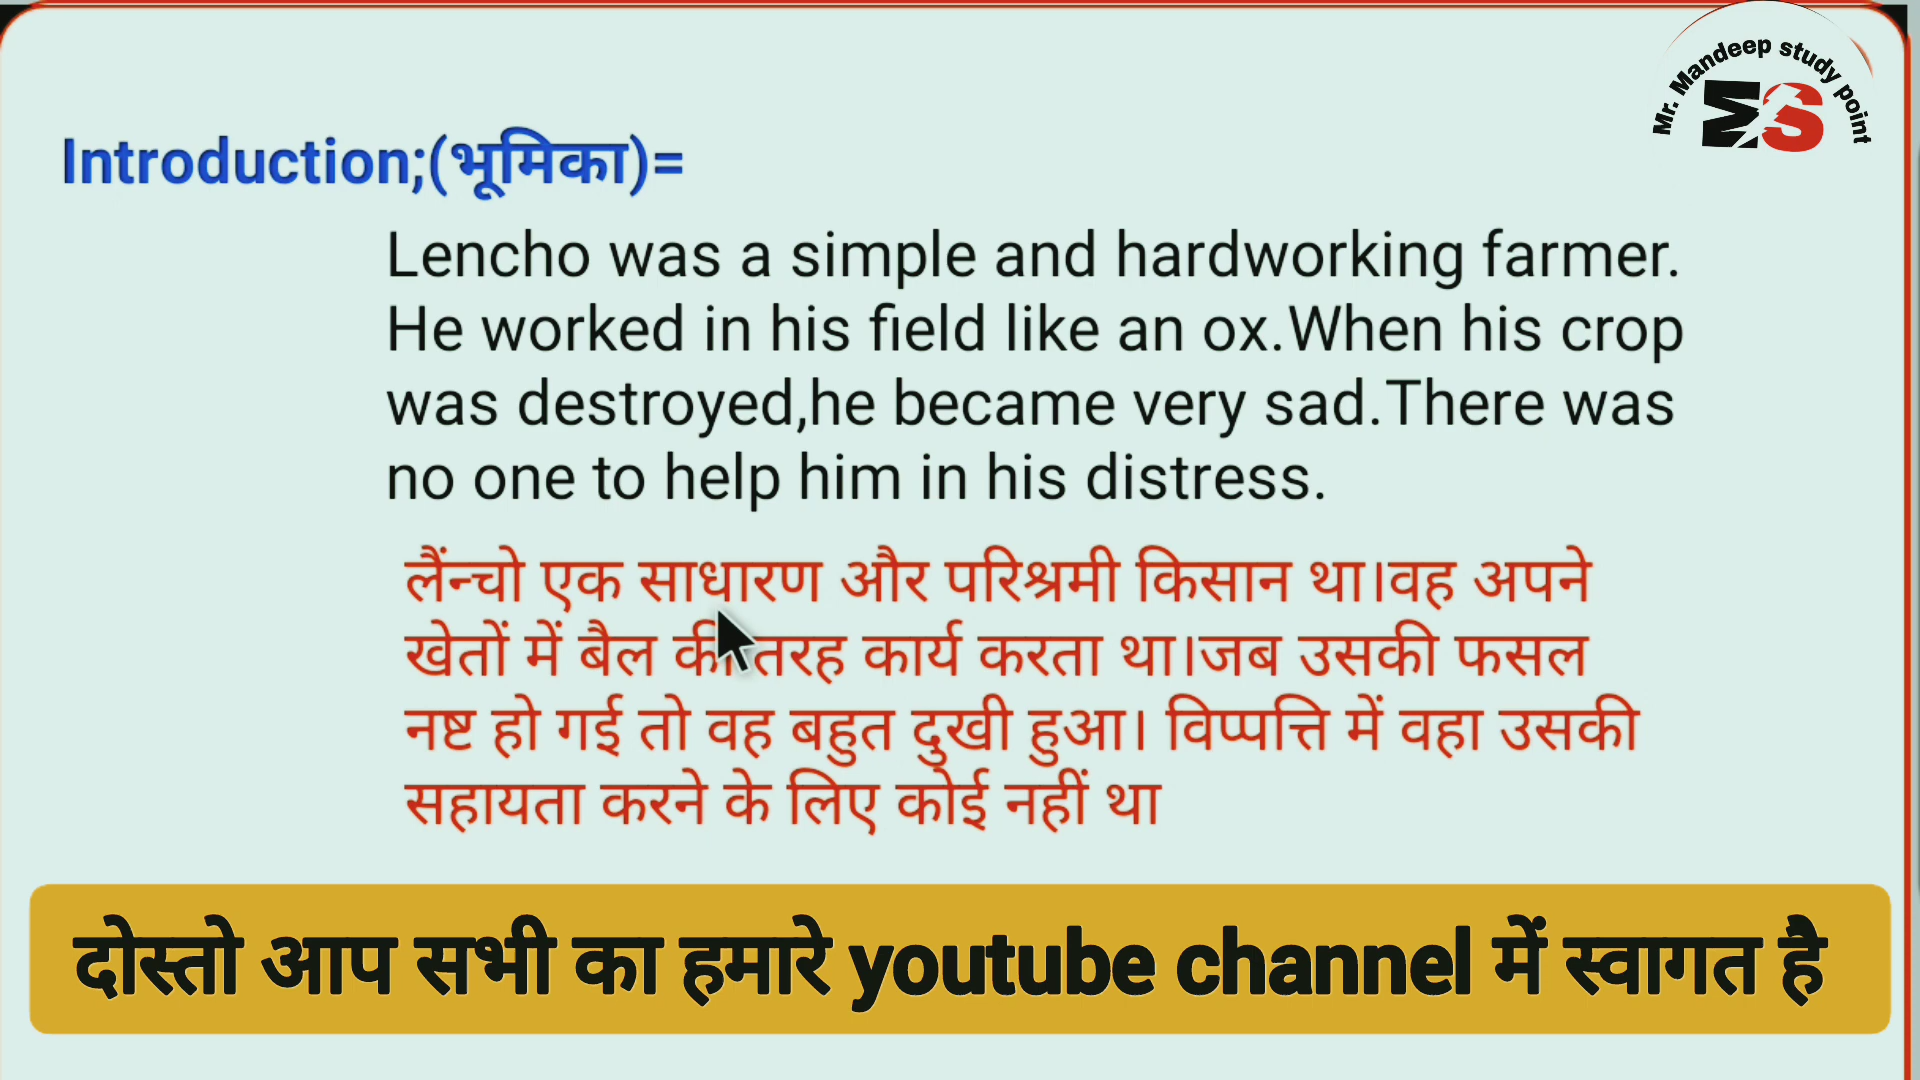 Mr. Mandeep study point
MS
Introduction;(भूमिका)=
Lencho was a simple and hardworking farmer.
He worked in his field like an ox.When his crop
was destroyed,he became very sad.There was
no one to help him in his distress.
लैंन्चो एक साधारण और परिश्रमी किसान था।वह अपने
खेतों में बैल की तरह कार्य करता था।जब उसकी फसल
नष्ट हो गई तो वह बहुत दुखी हुआ। विप्पत्ति में वहा उसकी
सहायता करने के लिए कोई नहीं था
दोस्तो आप सभी का हमारे youtube channel में स्वागत है